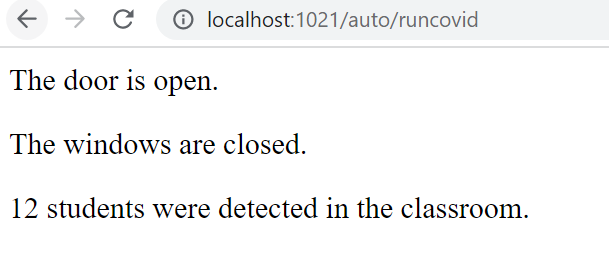 localhost:1021/auto/runcovid
The door is open.
The windows are closed.
12 students were detected in the classroom.